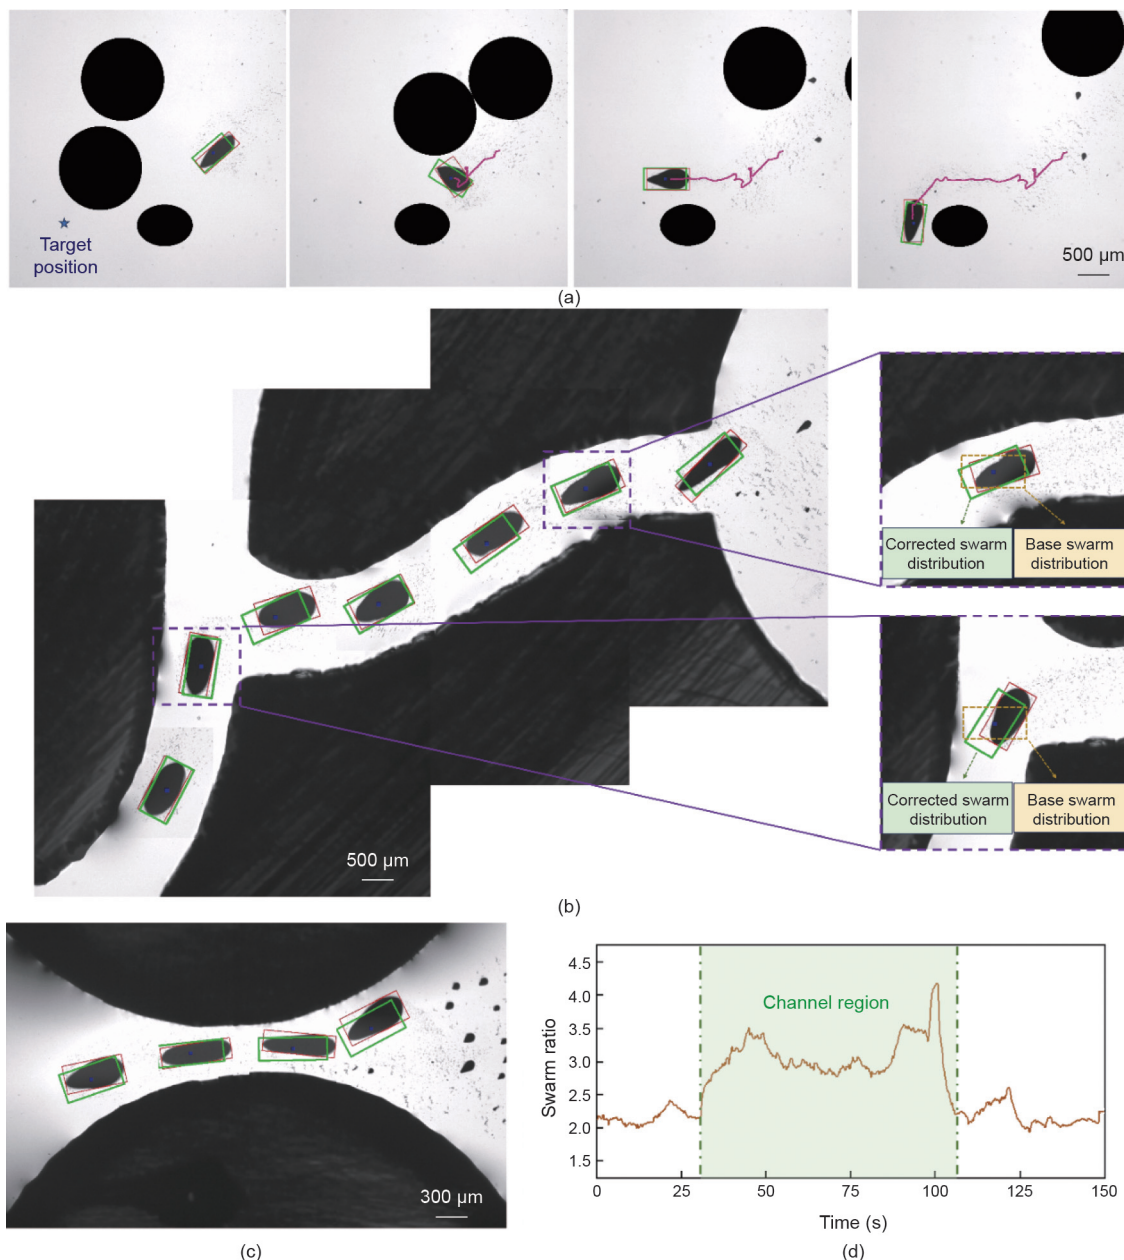 Target
position
500 µm
(a)
Corrected swarm
distribution
Base swarm
distribution
Corrected swarm
distribution
Base swarm
distribution
500 µm
(b)
300 µm
(c)
4.5
4.0
3.5
3.0
2.5
2.0
1.5
Swarm ratio
Channel region
0
25
50
75
100
125
150
Time (s)
(d)